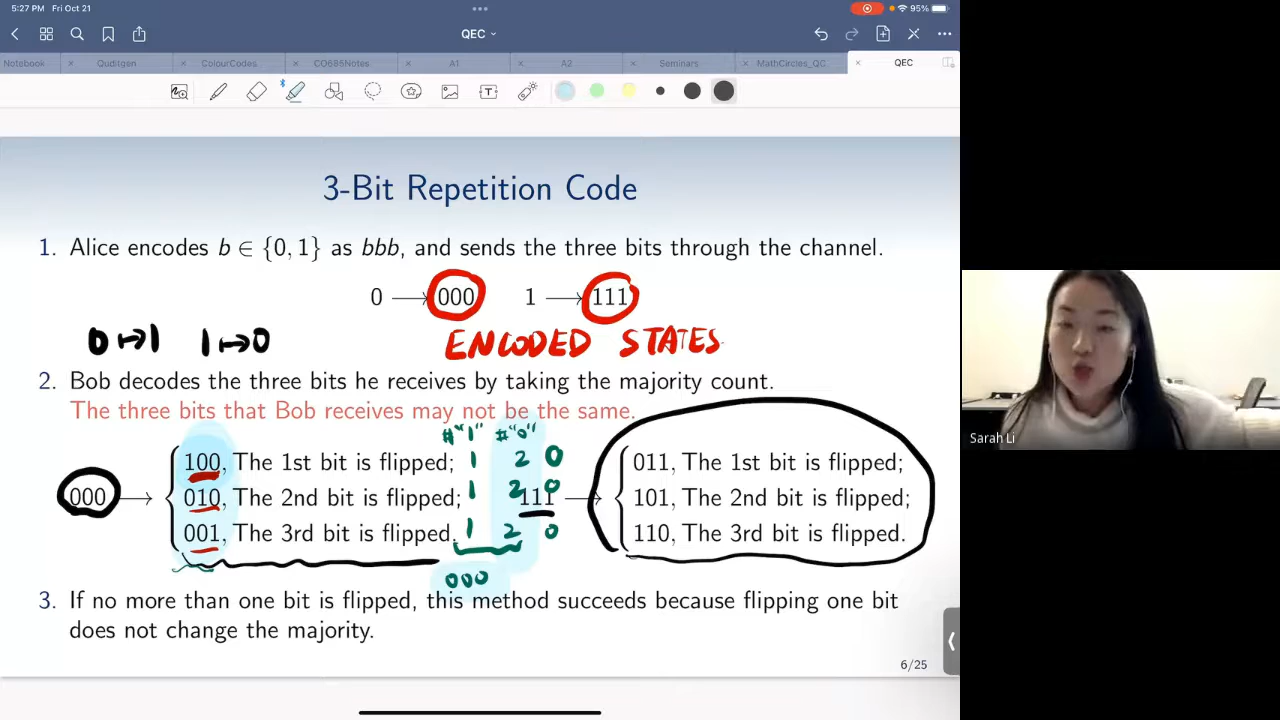 5:27 PM Fri Oct 21
95%
QEC
Notebook Quditgen ColourCodes CO685Notes A1 A2 Seminars MathCircles_QC QEC
3-Bit Repetition Code
1. Alice encodes b ∈ {0, 1} as bbb, and sends the three bits through the channel.
0 ⟶ 000 1 ⟶ 111
0 ↦ 1 1 ↦ 0 ENCODED STATES
2. Bob decodes the three bits he receives by taking the majority count.
The three bits that Bob receives may not be the same.
#"1" #"0"
100, The 1st bit is flipped; 1 2 0 011, The 1st bit is flipped;
000 ⟶ 010, The 2nd bit is flipped; 1 2 0 111 ⟶ 101, The 2nd bit is flipped;
001, The 3rd bit is flipped. 1 2 0 110, The 3rd bit is flipped.
000
3. If no more than one bit is flipped, this method succeeds because flipping one bit
does not change the majority.
6/25
Sarah Li